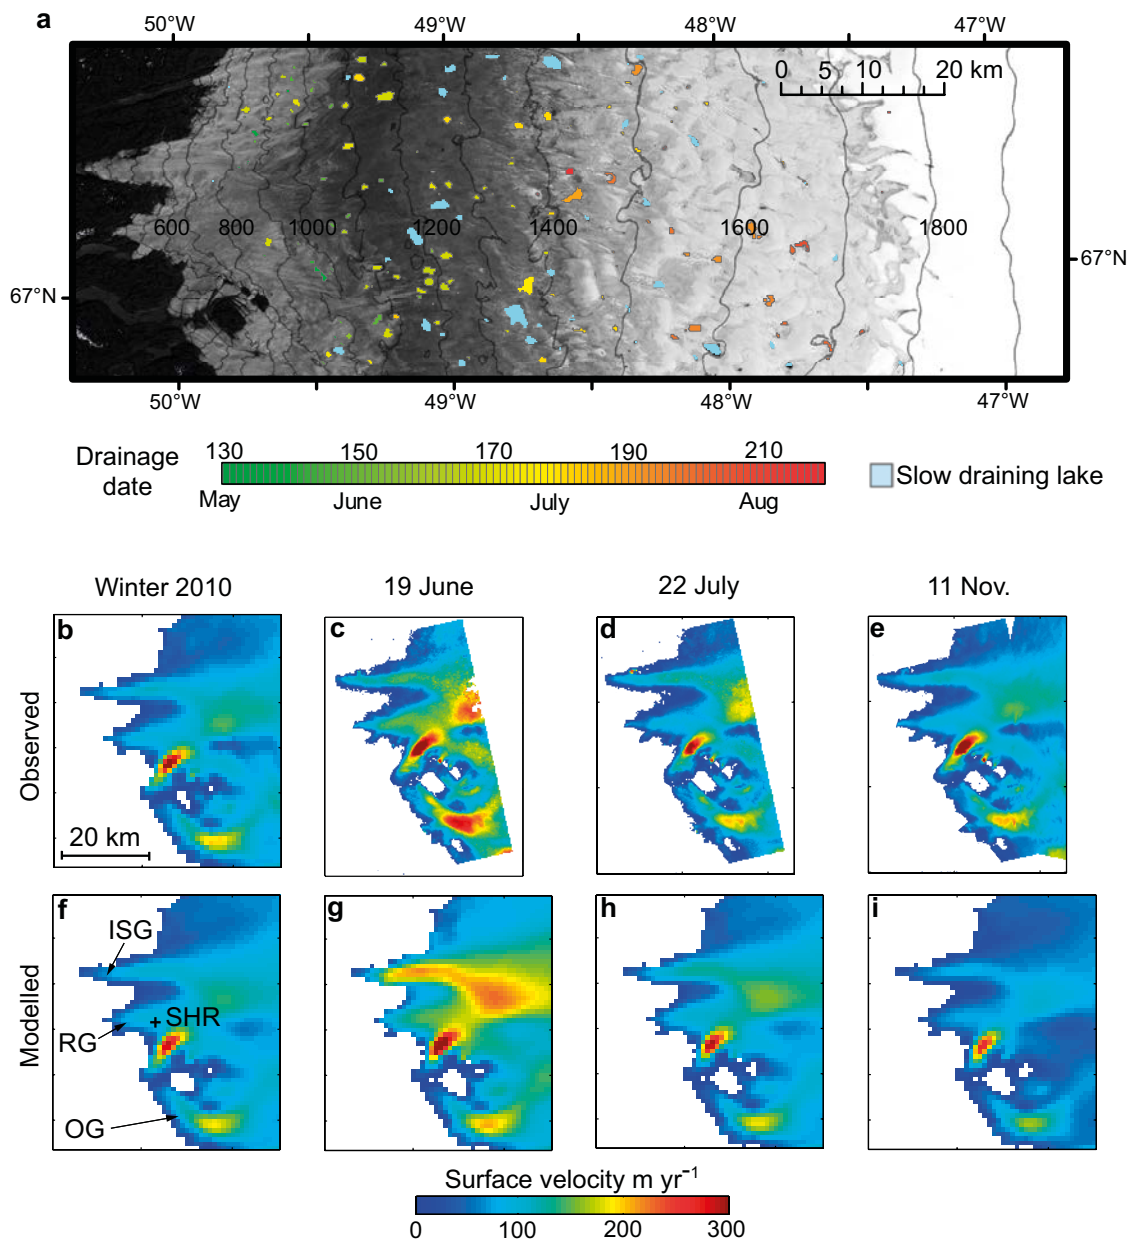 a
50°W 49°W 48°W 47°W
0 5 10 20 km
600 800 1000 1200 1400 1600 1800
67°N
67°N
50°W 49°W 48°W 47°W
Drainage date
130 150 170 190 210
May June July Aug
Slow draining lake
Winter 2010 19 June 22 July 11 Nov.
Observed
b c d e
20 km
Modelled
f g h i
ISG
SHR
RG
OG
Surface velocity m yr⁻¹
0 100 200 300